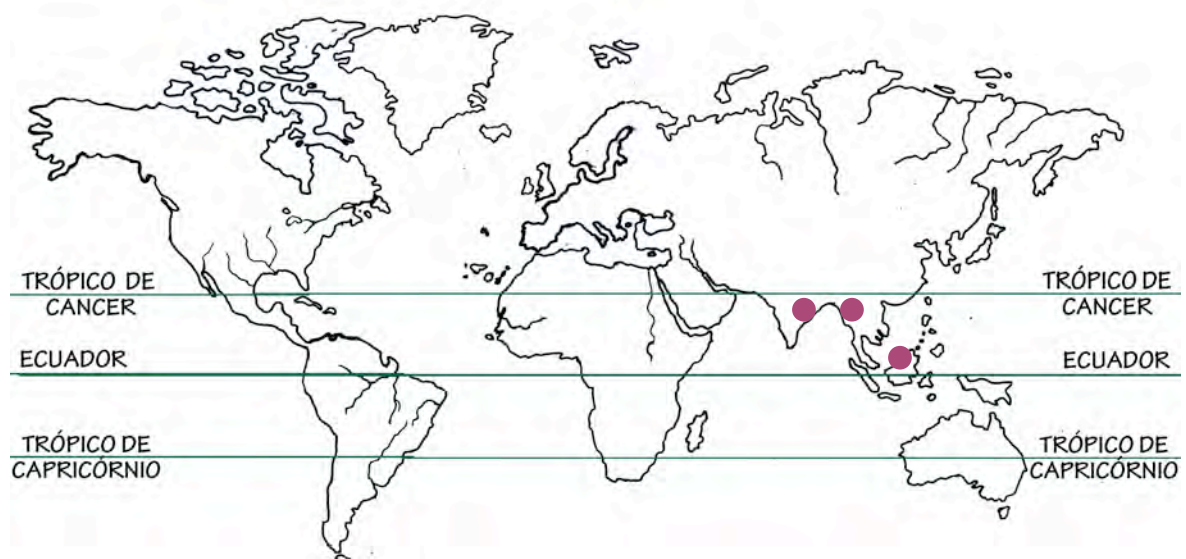 TRÓPICO DE
CANCER
TRÓPICO DE
CANCER
ECUADOR
ECUADOR
TRÓPICO DE
CAPRICÓRNIO
TRÓPICO DE
CAPRICÓRNIO